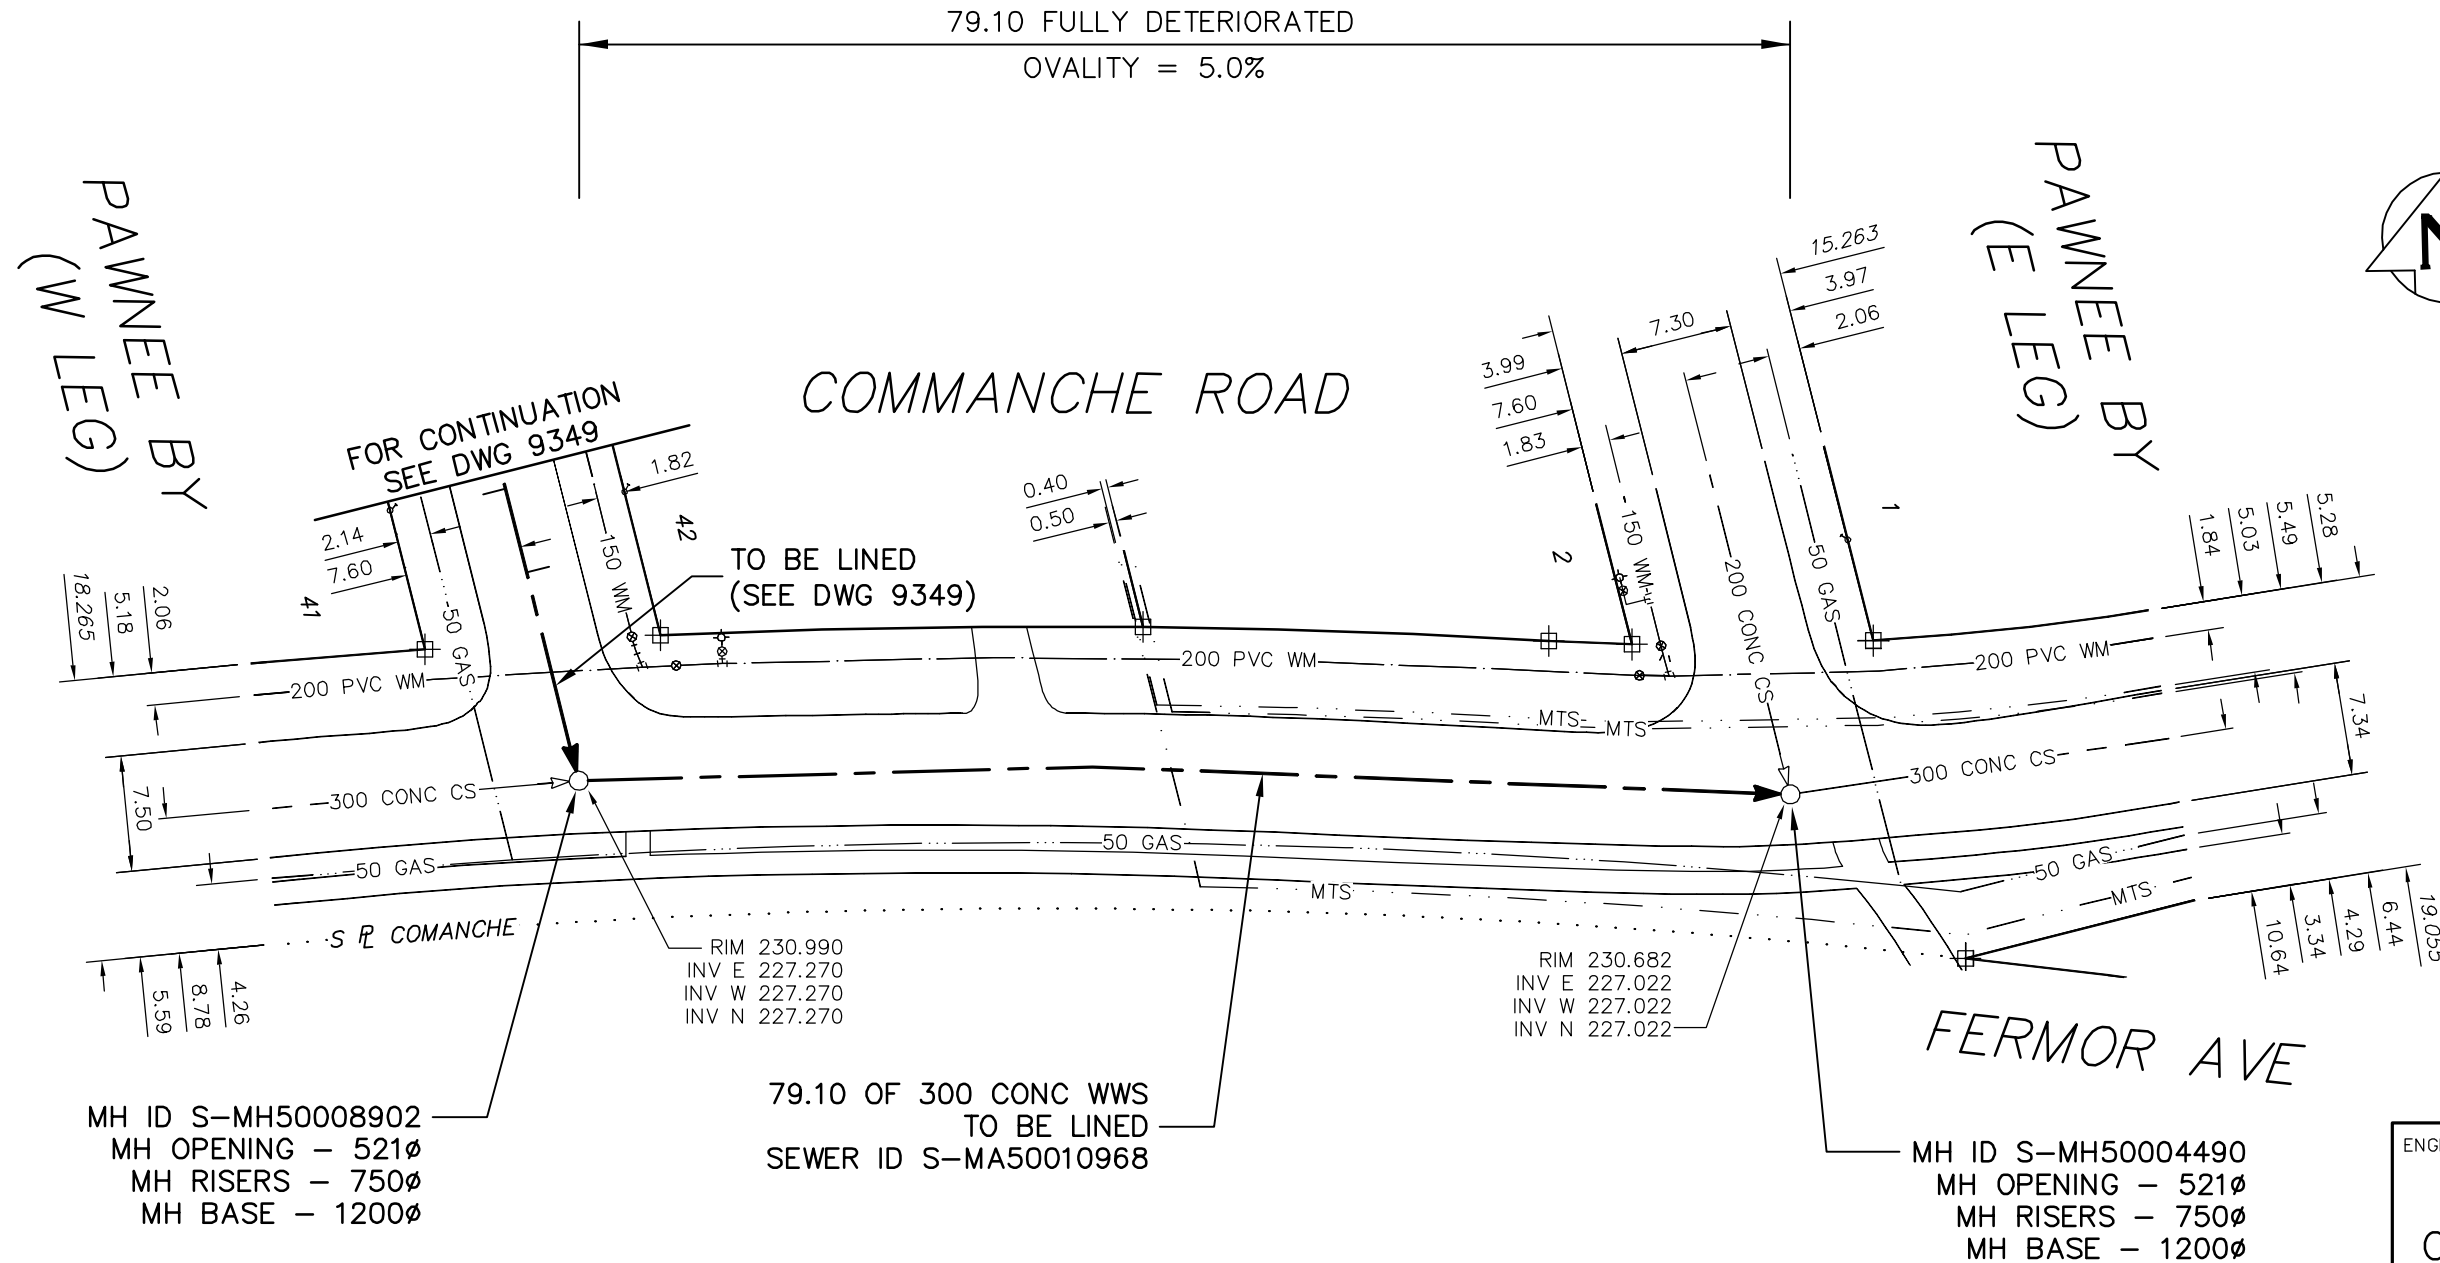 79.10 FULLY DETERIORATED
OVALITY = 5.0%
PAWNEE BY
(W LEG)
PAWNEE BY
(E LEG)
COMMANCHE ROAD
FOR CONTINUATION
SEE DWG 9349
1.82
2.14
7.60
41
42
150 WM
50 GAS
TO BE LINED
(SEE DWG 9349)
0.40
0.50
3.99
7.60
1.83
7.30
15.263
3.97
2.06
2
1
150 WM
200 CONC CS
50 GAS
18.265
5.18
2.06
1.84
5.03
5.49
5.28
200 PVC WM
200 PVC WM
200 PVC WM
MTS
MTS
7.50
7.34
300 CONC CS
300 CONC CS
50 GAS
50 GAS
50 GAS
MTS
MTS
S PL COMANCHE
5.59
8.78
4.26
10.64
3.34
4.29
6.44
19.055
RIM 230.990
INV E 227.270
INV W 227.270
INV N 227.270
RIM 230.682
INV E 227.022
INV W 227.022
INV N 227.022
FERMOR AVE
MH ID S-MH50008902
MH OPENING - 521ø
MH RISERS - 750ø
MH BASE - 1200ø
79.10 OF 300 CONC WWS
TO BE LINED
SEWER ID S-MA50010968
MH ID S-MH50004490
MH OPENING - 521ø
MH RISERS - 750ø
MH BASE - 1200ø